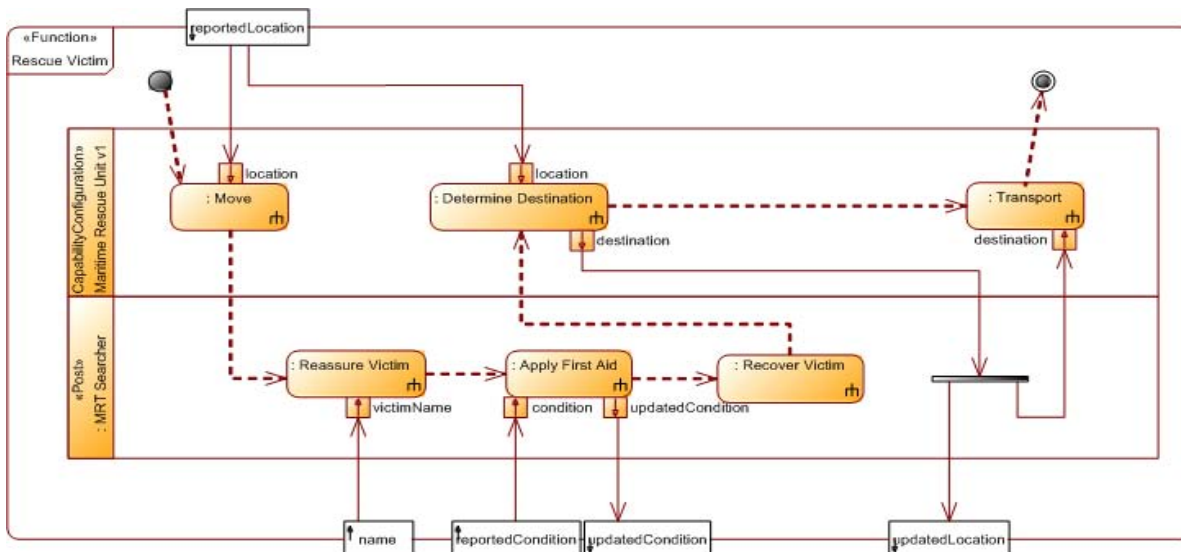 «Function»
Rescue Victim
reportedLocation
«CapabilityConfiguration»
Maritime Rescue Unit v1
location
: Move
location
: Determine Destination
destination
: Transport
destination
«Post»
: MRT Searcher
: Reassure Victim
victimName
: Apply First Aid
condition
updatedCondition
: Recover Victim
name
reportedCondition
updatedCondition
updatedLocation